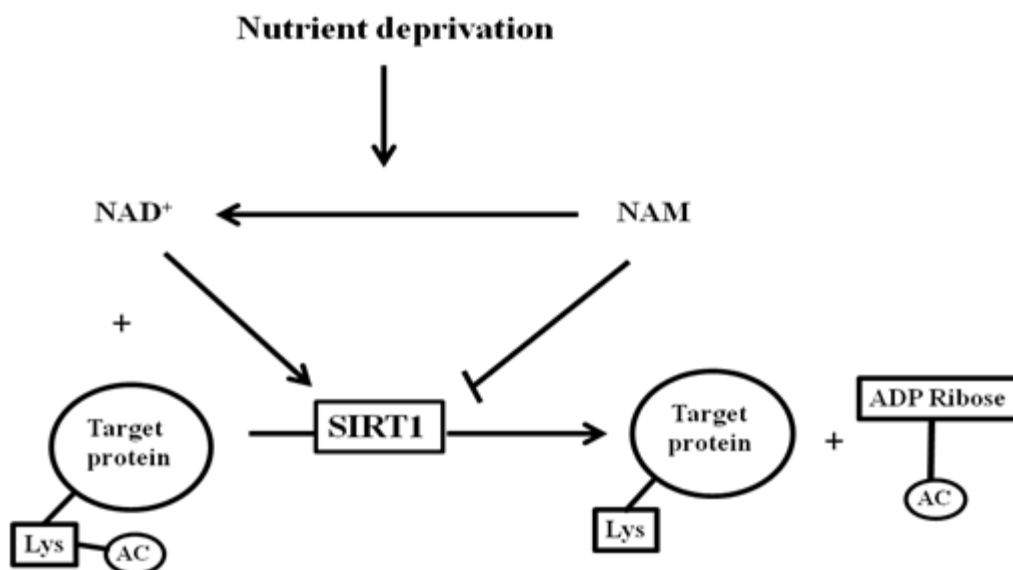 Nutrient deprivation
NAD⁺
NAM
+
Target
protein
SIRT1
Target
protein
+
ADP Ribose
Lys
AC
Lys
AC